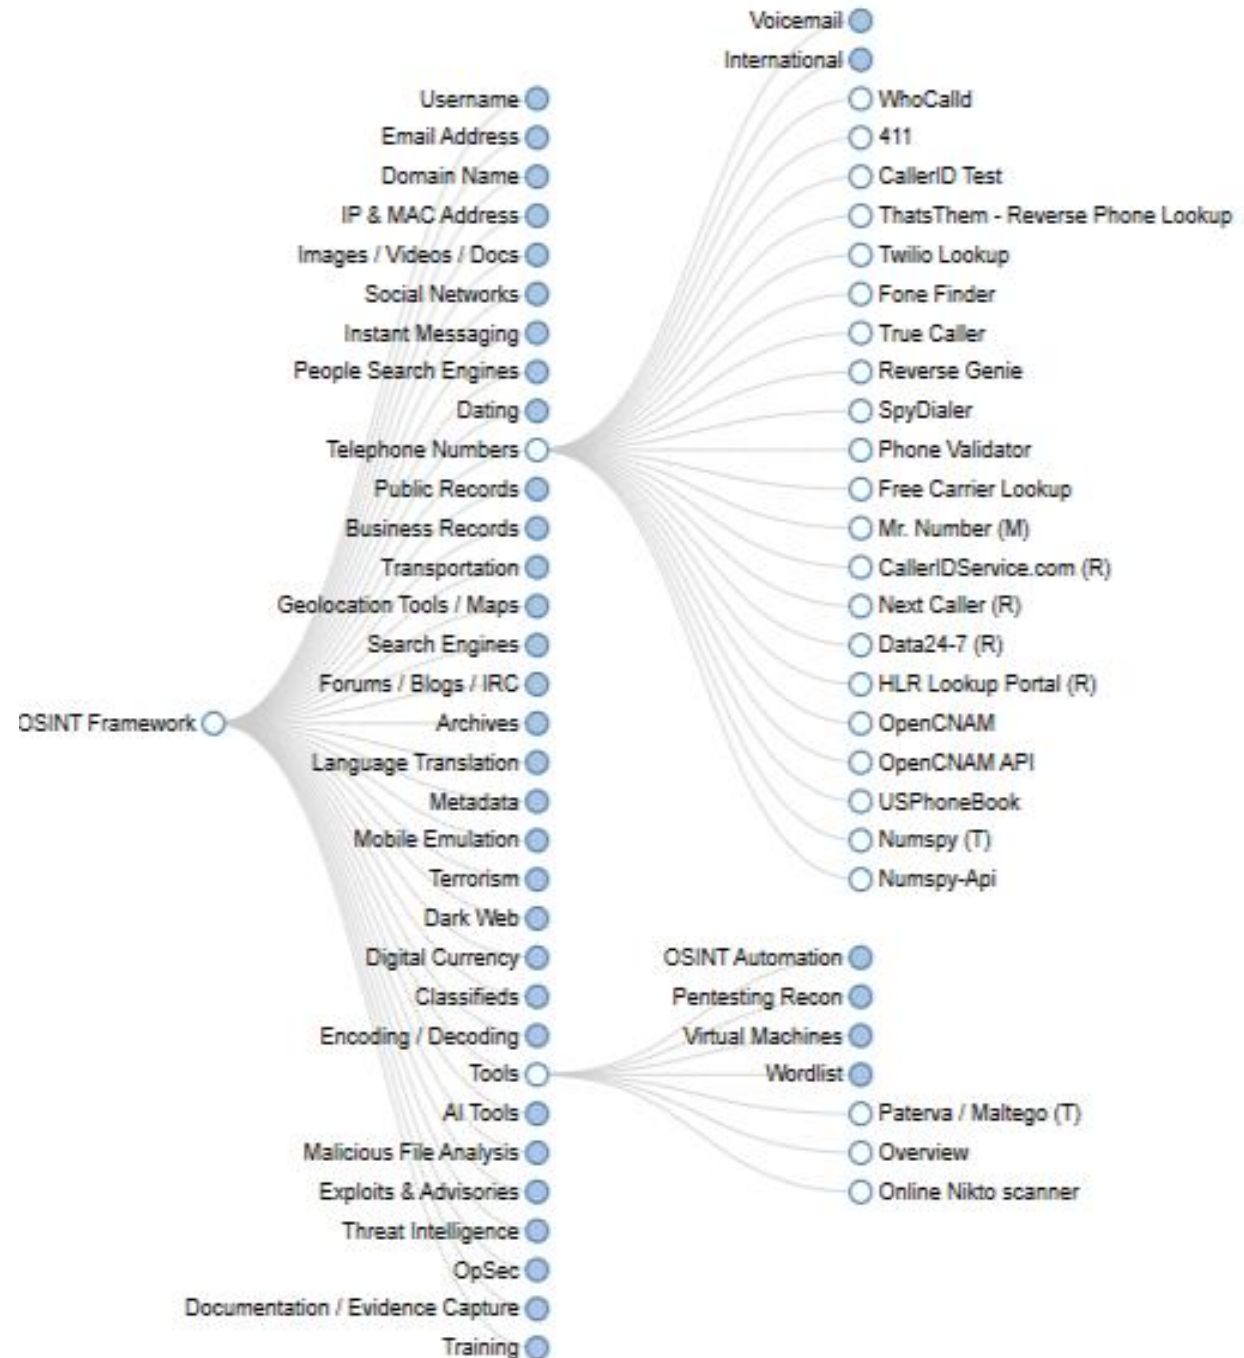 Voicemail
International
Username
WhoCalld
Email Address
411
Domain Name
CallerID Test
IP & MAC Address
ThatsThem - Reverse Phone Lookup
Images / Videos / Docs
Twilio Lookup
Social Networks
Fone Finder
Instant Messaging
True Caller
People Search Engines
Reverse Genie
Dating
SpyDialer
Telephone Numbers
Phone Validator
Public Records
Free Carrier Lookup
Business Records
Mr. Number (M)
Transportation
CallerIDService.com (R)
Geolocation Tools / Maps
Next Caller (R)
Search Engines
Data24-7 (R)
Forums / Blogs / IRC
HLR Lookup Portal (R)
OSINT Framework
Archives
OpenCNAM
Language Translation
OpenCNAM API
Metadata
USPhoneBook
Mobile Emulation
Numspy (T)
Terrorism
Numspy-Api
Dark Web
Digital Currency
OSINT Automation
Classifieds
Pentesting Recon
Encoding / Decoding
Virtual Machines
Tools
Wordlist
AI Tools
Paterva / Maltego (T)
Malicious File Analysis
Overview
Exploits & Advisories
Online Nikto scanner
Threat Intelligence
OpSec
Documentation / Evidence Capture
Training